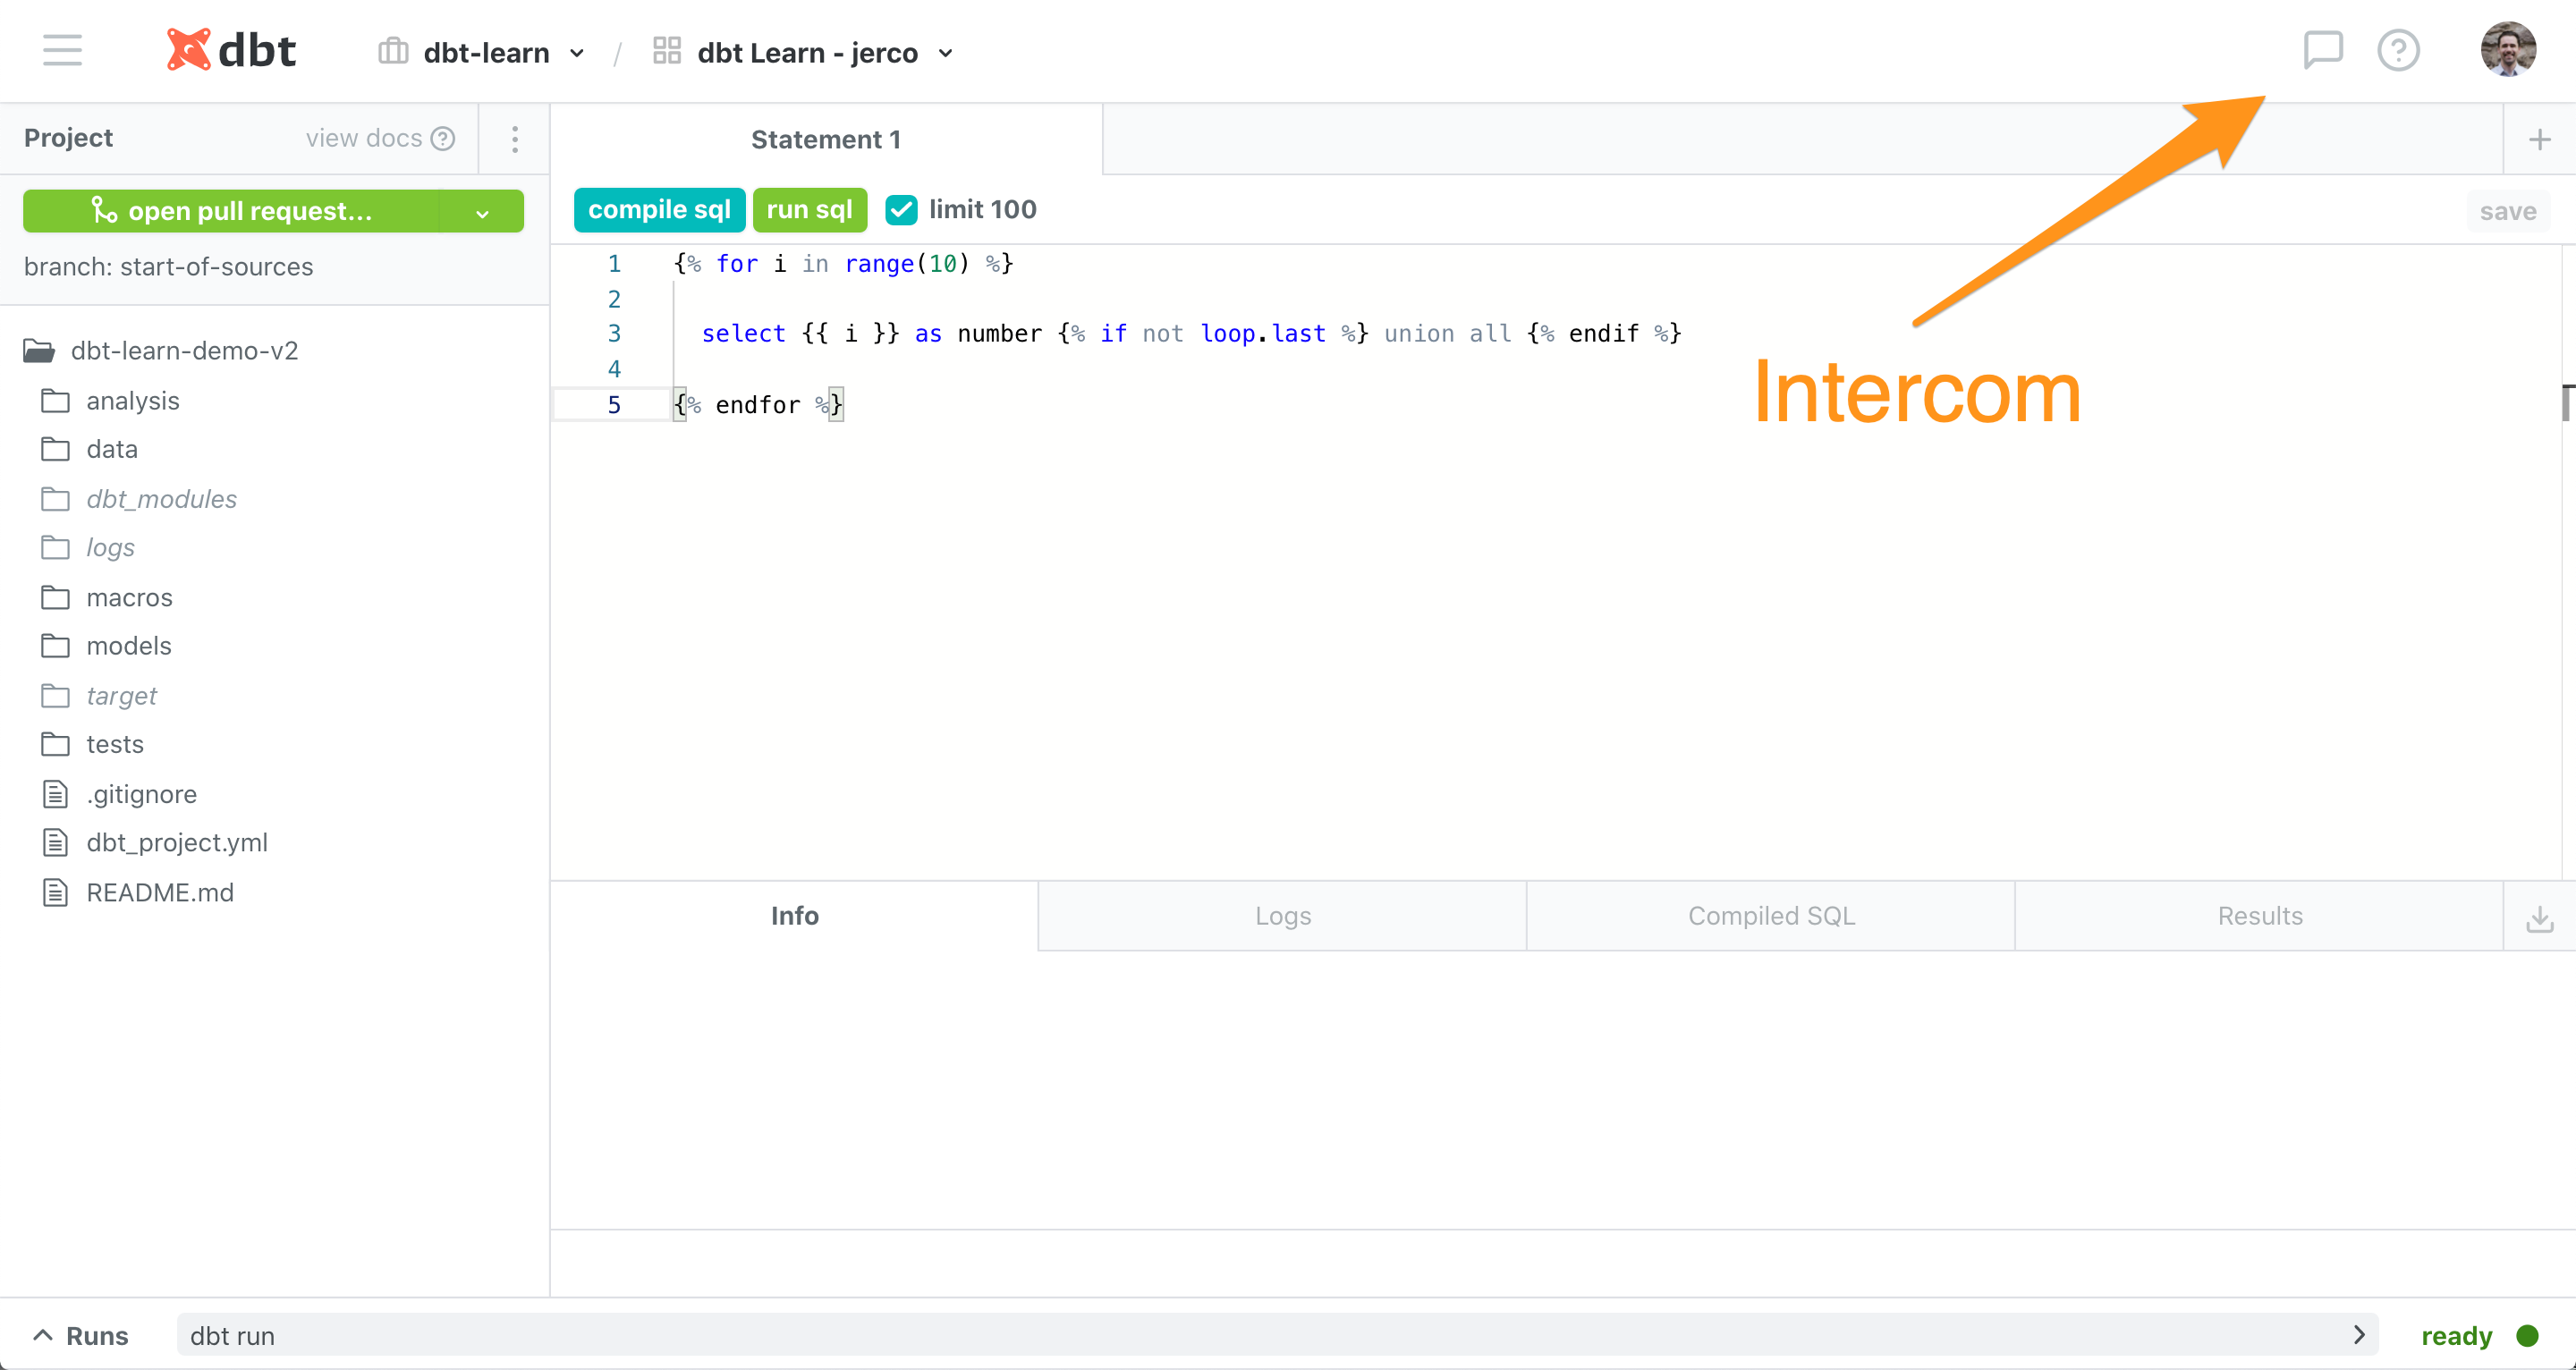 dbt dbt-learn / dbt Learn - jerco
Project view docs
Statement 1
open pull request...
compile sql run sql limit 100 save
branch: start-of-sources
1 {% for i in range(10) %}
2
3 select {{ i }} as number {% if not loop.last %} union all {% endif %}
4
5 {% endfor %}
Intercom
dbt-learn-demo-v2
analysis
data
dbt_modules
logs
macros
models
target
tests
.gitignore
dbt_project.yml
README.md
Info Logs Compiled SQL Results
Runs dbt run ready